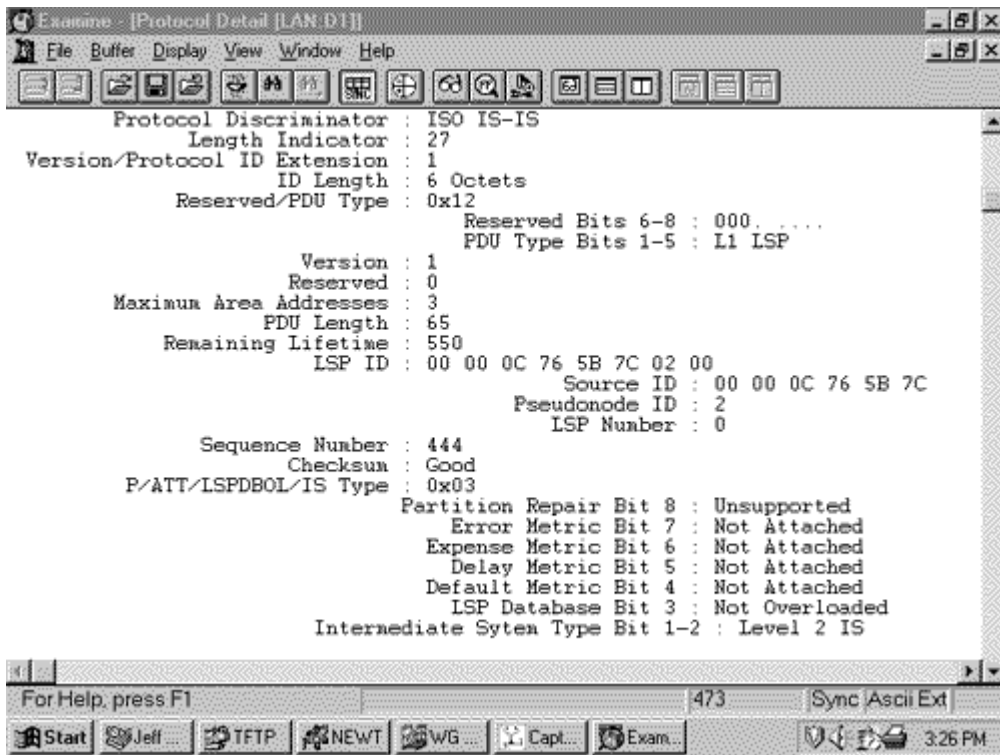 Examine - [Protocol Detail [LAN:D1]]
File Buffer Display View Window Help
SYNC
Protocol Discriminator : ISO IS-IS
Length Indicator : 27
Version/Protocol ID Extension : 1
ID Length : 6 Octets
Reserved/PDU Type : 0x12
Reserved Bits 6-8 : 000. ....
PDU Type Bits 1-5 : L1 LSP
Version : 1
Reserved : 0
Maximum Area Addresses : 3
PDU Length : 65
Remaining Lifetime : 550
LSP ID : 00 00 0C 76 5B 7C 02 00
Source ID : 00 00 0C 76 5B 7C
Pseudonode ID : 2
LSP Number : 0
Sequence Number : 444
Checksum : Good
P/ATT/LSPDBOL/IS Type : 0x03
Partition Repair Bit 8 : Unsupported
Error Metric Bit 7 : Not Attached
Expense Metric Bit 6 : Not Attached
Delay Metric Bit 5 : Not Attached
Default Metric Bit 4 : Not Attached
LSP Database Bit 3 : Not Overloaded
Intermediate Sytem Type Bit 1-2 : Level 2 IS
For Help, press F1 473 Sync Ascii Ext
Start Jeff ... TFTP NEWT WG ... Capt... Exam... 3:26 PM